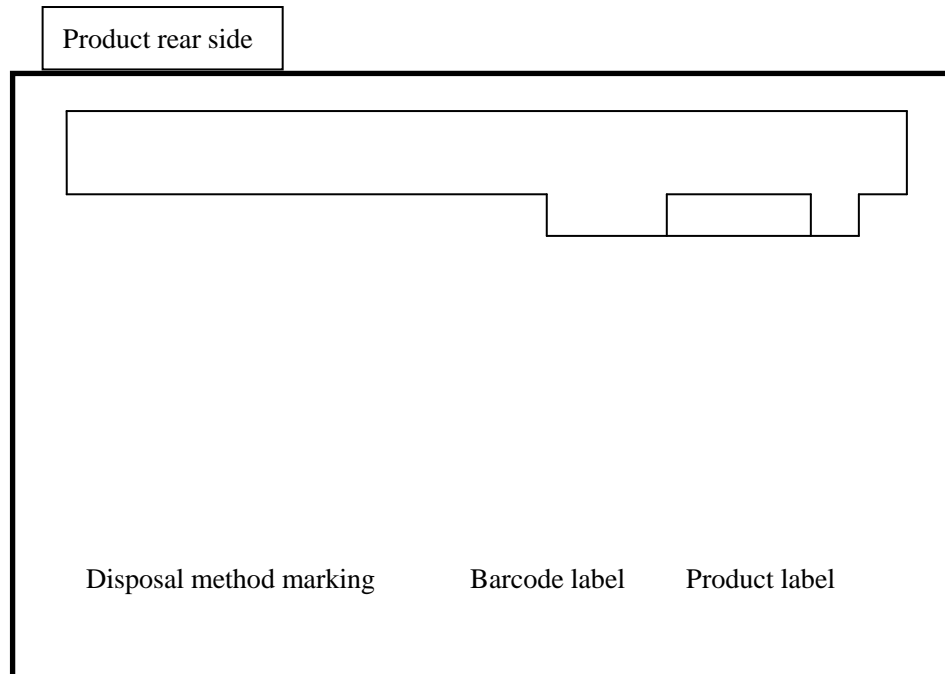 Product rear side
Disposal method marking Barcode label Product label